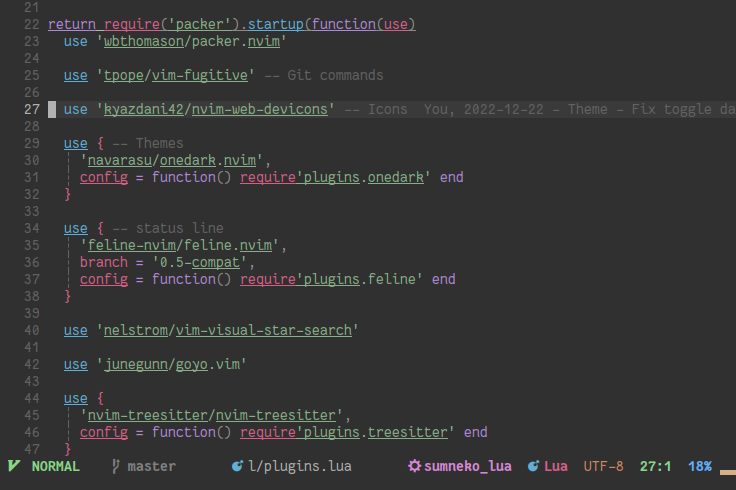 21
22 return require('packer').startup(function(use)
23   use 'wbthomason/packer.nvim'
24
25   use 'tpope/vim-fugitive' -- Git commands
26
27   use 'kyazdani42/nvim-web-devicons' -- Icons  You, 2022-12-22 - Theme - Fix toggle da
28
29   use { -- Themes
30     'navarasu/onedark.nvim',
31     config = function() require'plugins.onedark' end
32   }
33
34   use { -- status line
35     'feline-nvim/feline.nvim',
36     branch = '0.5-compat',
37     config = function() require'plugins.feline' end
38   }
39
40   use 'nelstrom/vim-visual-star-search'
41
42   use 'junegunn/goyo.vim'
43
44   use {
45     'nvim-treesitter/nvim-treesitter',
46     config = function() require'plugins.treesitter' end
47   }
NORMAL master l/plugins.lua sumneko_lua Lua UTF-8 27:1 18%